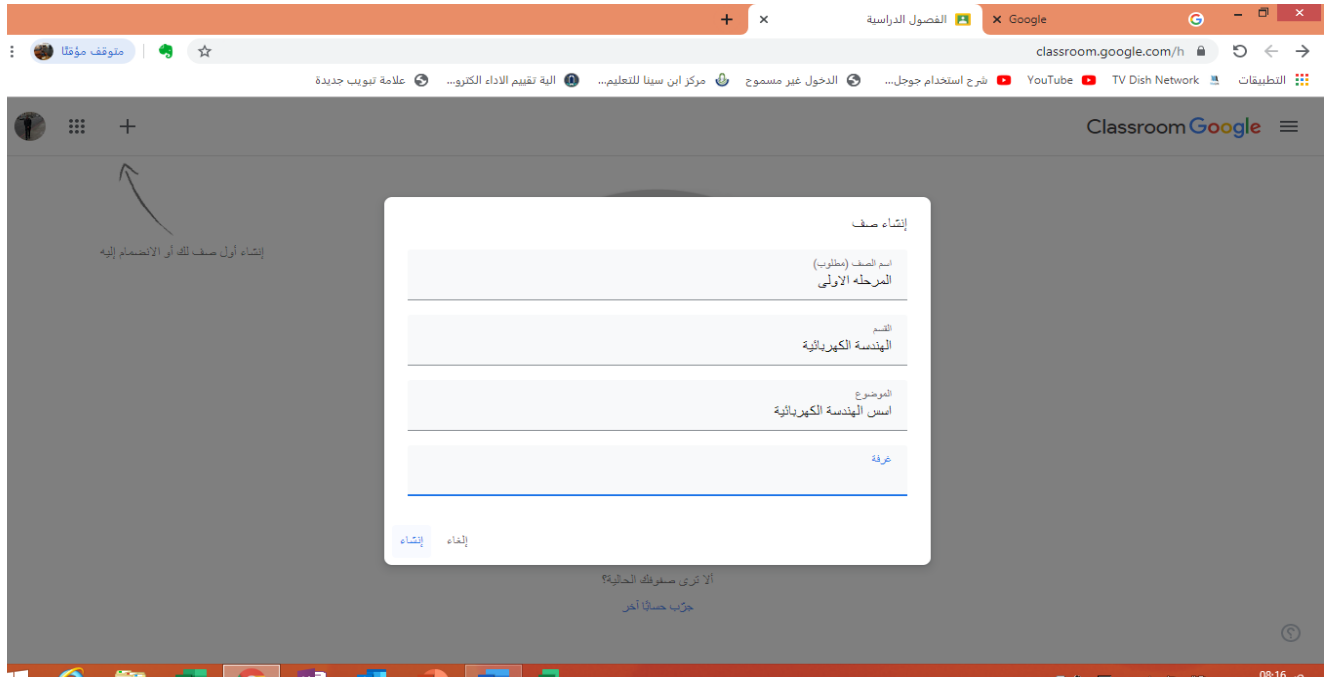 Google
الفصول الدراسية
classroom.google.com/h
متوقف مؤقتًا
التطبيقات
TV Dish Network
YouTube
شرح استخدام جوجل...
الدخول غير مسموح
مركز ابن سينا للتعليم...
الية تقييم الاداء الكترو...
علامة تبويب جديدة
Google Classroom
إنشاء أول صف لك أو الانضمام إليه
إنشاء صف
اسم الصف (مطلوب)
المرحله الاولى
القسم
الهندسة الكهربائية
الموضوع
اسس الهندسة الكهربائية
غرفة
إلغاء
إنشاء
ألا ترى صفوفك الحالية؟
جرّب حسابًا آخر
08:16